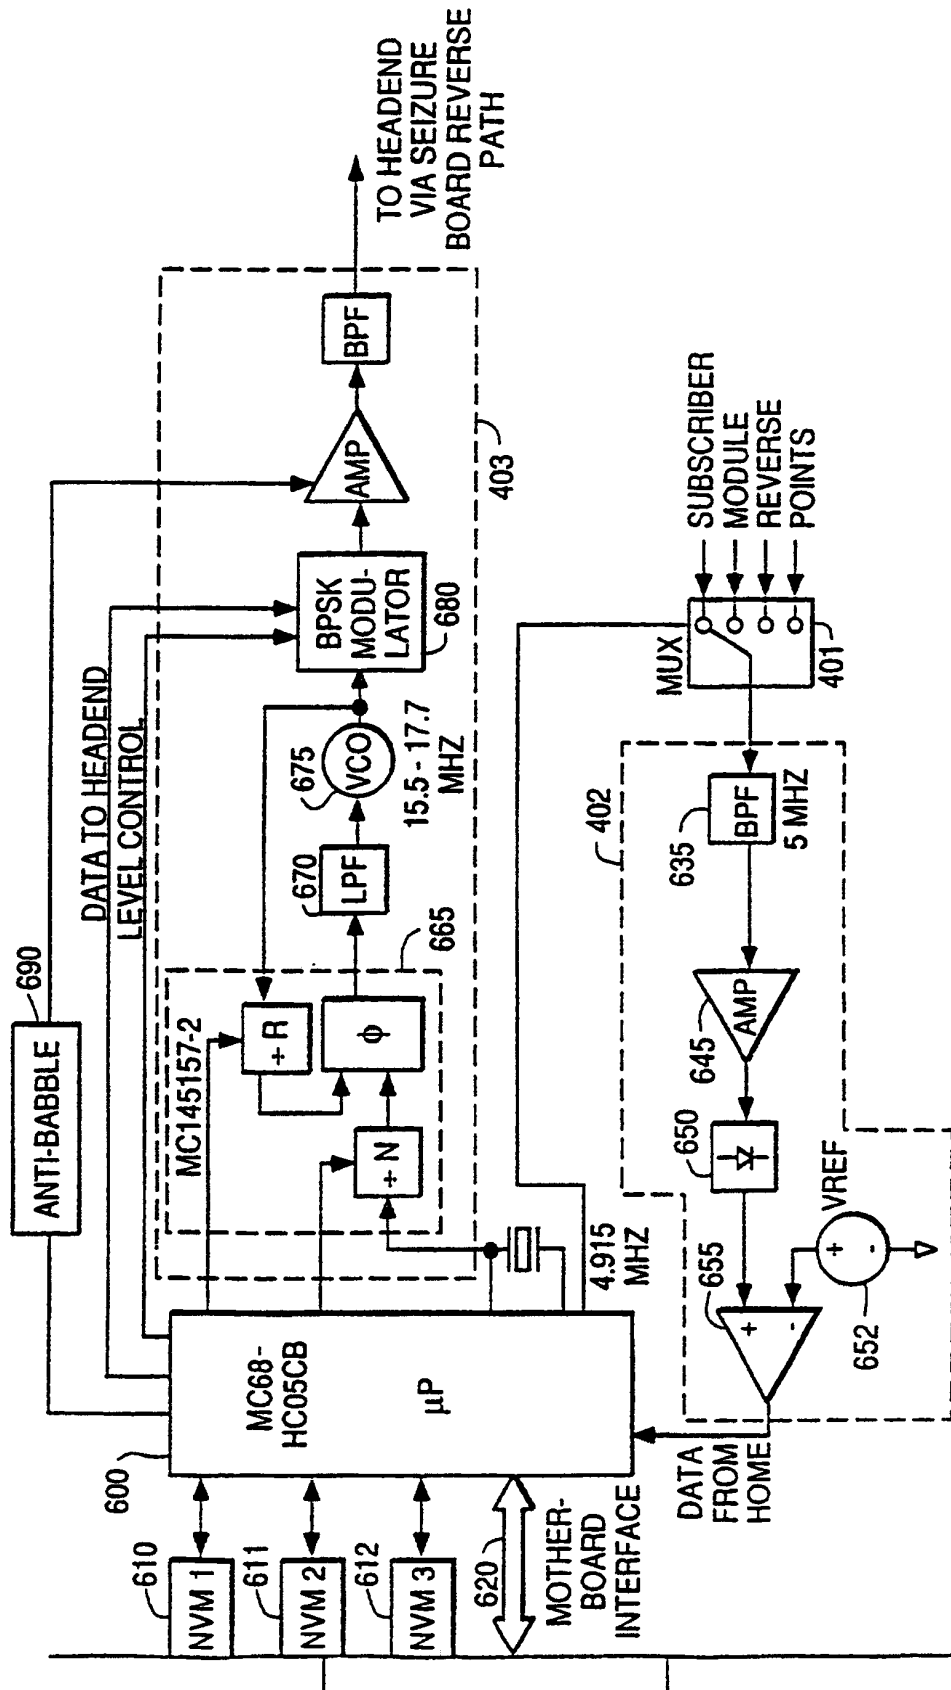 690
ANTI-BABBLE
DATA TO HEADEND
LEVEL CONTROL
TO HEADEND
VIA SEIZURE
BOARD REVERSE
PATH
600
MC68-
HC05CB
µP
610
NVM 1
611
NVM 2
612
NVM 3
620
MOTHER-
BOARD
INTERFACE
MC145157-2
÷ R
÷ N
ϕ
665
670
LPF
675
VCO
15.5 - 17.7
MHZ
BPSK
MODU-
LATOR
680
AMP
BPF
403
4.915
MHZ
MUX
401
SUBSCRIBER
MODULE
REVERSE
POINTS
402
635
BPF
5 MHZ
645
AMP
650
655
+
-
VREF
+
-
652
DATA
FROM
HOME